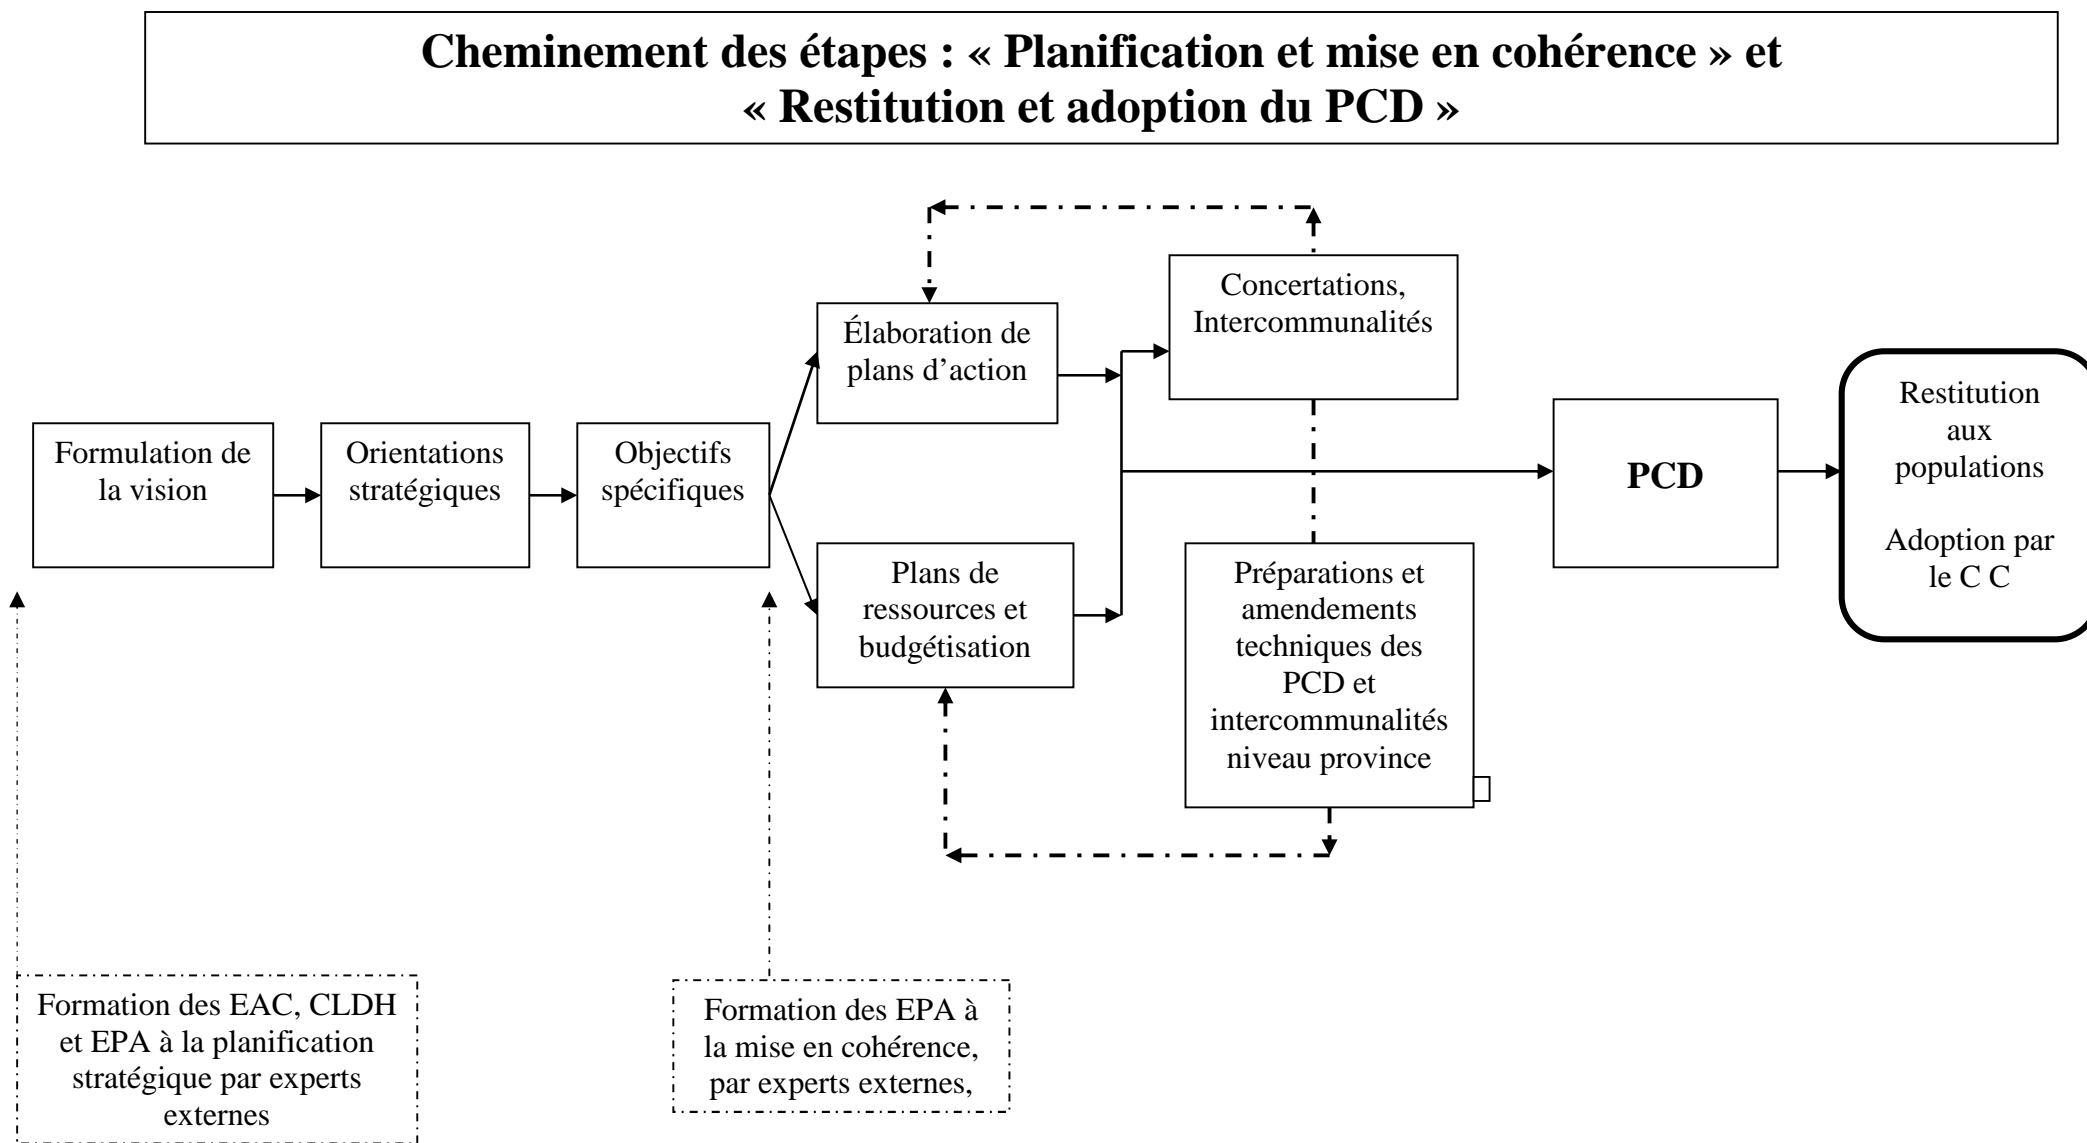 Cheminement des étapes : « Planification et mise en cohérence » et
« Restitution et adoption du PCD »
Formulation de
la vision
Orientations
stratégiques
Objectifs
spécifiques
Élaboration de
plans d’action
Plans de
ressources et
budgétisation
Concertations,
Intercommunalités
Préparations et
amendements
techniques des
PCD et
intercommunalités
niveau province
PCD
Restitution
aux
populations
Adoption par
le C C
Formation des EAC, CLDH
et EPA à la planification
stratégique par experts
externes
Formation des EPA à
la mise en cohérence,
par experts externes,